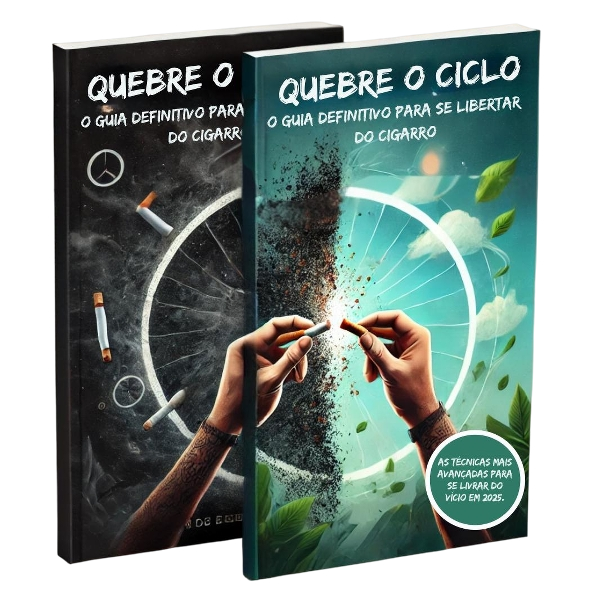 QUEBRE O
O GUIA DEFINITIVO PARA
DO CIGARRO
QUEBRE O CICLO
O GUIA DEFINITIVO PARA SE LIBERTAR
DO CIGARRO
AS TÉCNICAS MAIS
AVANÇADAS PARA
SE LIVRAR DO
VÍCIO EM 2025.